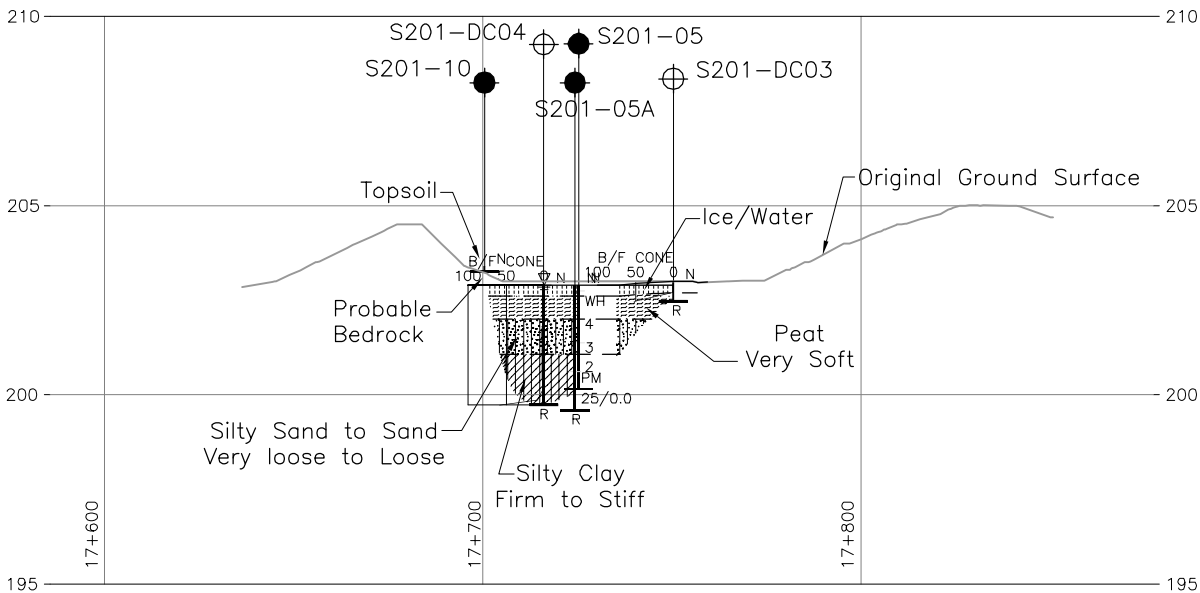 210
210
S201-DC04
S201-05
S201-10
S201-DC03
S201-05A
Topsoil
Original Ground Surface
205
205
Ice/Water
B/F CONE
N
B/F CONE
100 50 0
N
N
100 50 0
N
WH
R
Probable
Bedrock
4
Peat
Very Soft
3
2
PM
200
200
25/0.0
R
R
Silty Sand to Sand
Very loose to Loose
Silty Clay
Firm to Stiff
17+600
17+700
17+800
195
195